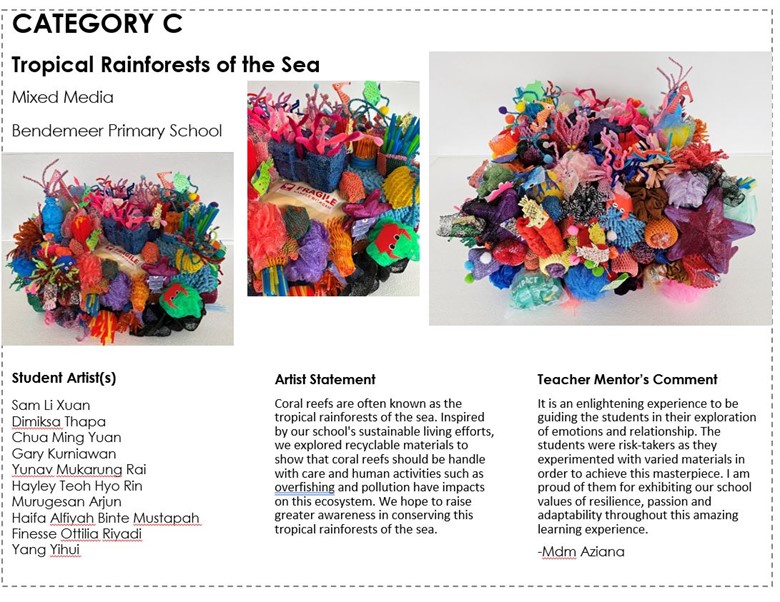 CATEGORY C
Tropical Rainforests of the Sea
Mixed Media
Bendemeer Primary School
FRAGILE
Student Artist(s)
Sam Li Xuan
Dimiksa Thapa
Chua Ming Yuan
Gary Kurniawan
Yunav Mukarung Rai
Hayley Teoh Hyo Rin
Murugesan Arjun
Haifa Alfiyah Binte Mustapah
Finesse Ottilia Riyadi
Yang Yihui
Artist Statement
Coral reefs are often known as the
tropical rainforests of the sea. Inspired
by our school's sustainable living efforts,
we explored recyclable materials to
show that coral reefs should be handle
with care and human activities such as
overfishing and pollution have impacts
on this ecosystem. We hope to raise
greater awareness in conserving this
tropical rainforests of the sea.
Teacher Mentor's Comment
It is an enlightening experience to be
guiding the students in their exploration
of emotions and relationship. The
students were risk-takers as they
experimented with varied materials in
order to achieve this masterpiece. I am
proud of them for exhibiting our school
values of resilience, passion and
adaptability throughout this amazing
learning experience.
-Mdm Aziana